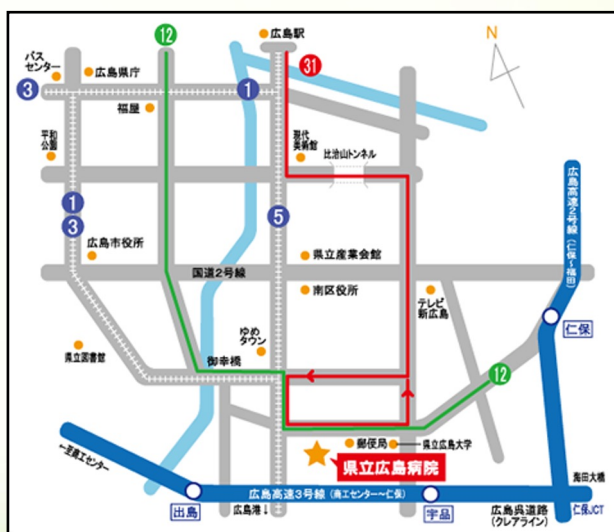 12
広島駅
N
バス
センター
広島県庁
31
3
1
福屋
平和
公園
現代
美術館
比治山トンネル
1
3
5
広島市役所
県立産業会館
広島高速2号線
(仁保~福田)
国道2号線
南区役所
テレビ
新広島
仁保
ゆめ
タウン
県立図書館
御幸橋
12
郵便局
県立広島大学
県立広島病院
←至商工センター
海田大橋
広島高速3号線(商工センター~仁保)
出島
広島港↓
宇品
広島呉道路
(クレアライン)
仁保JCT